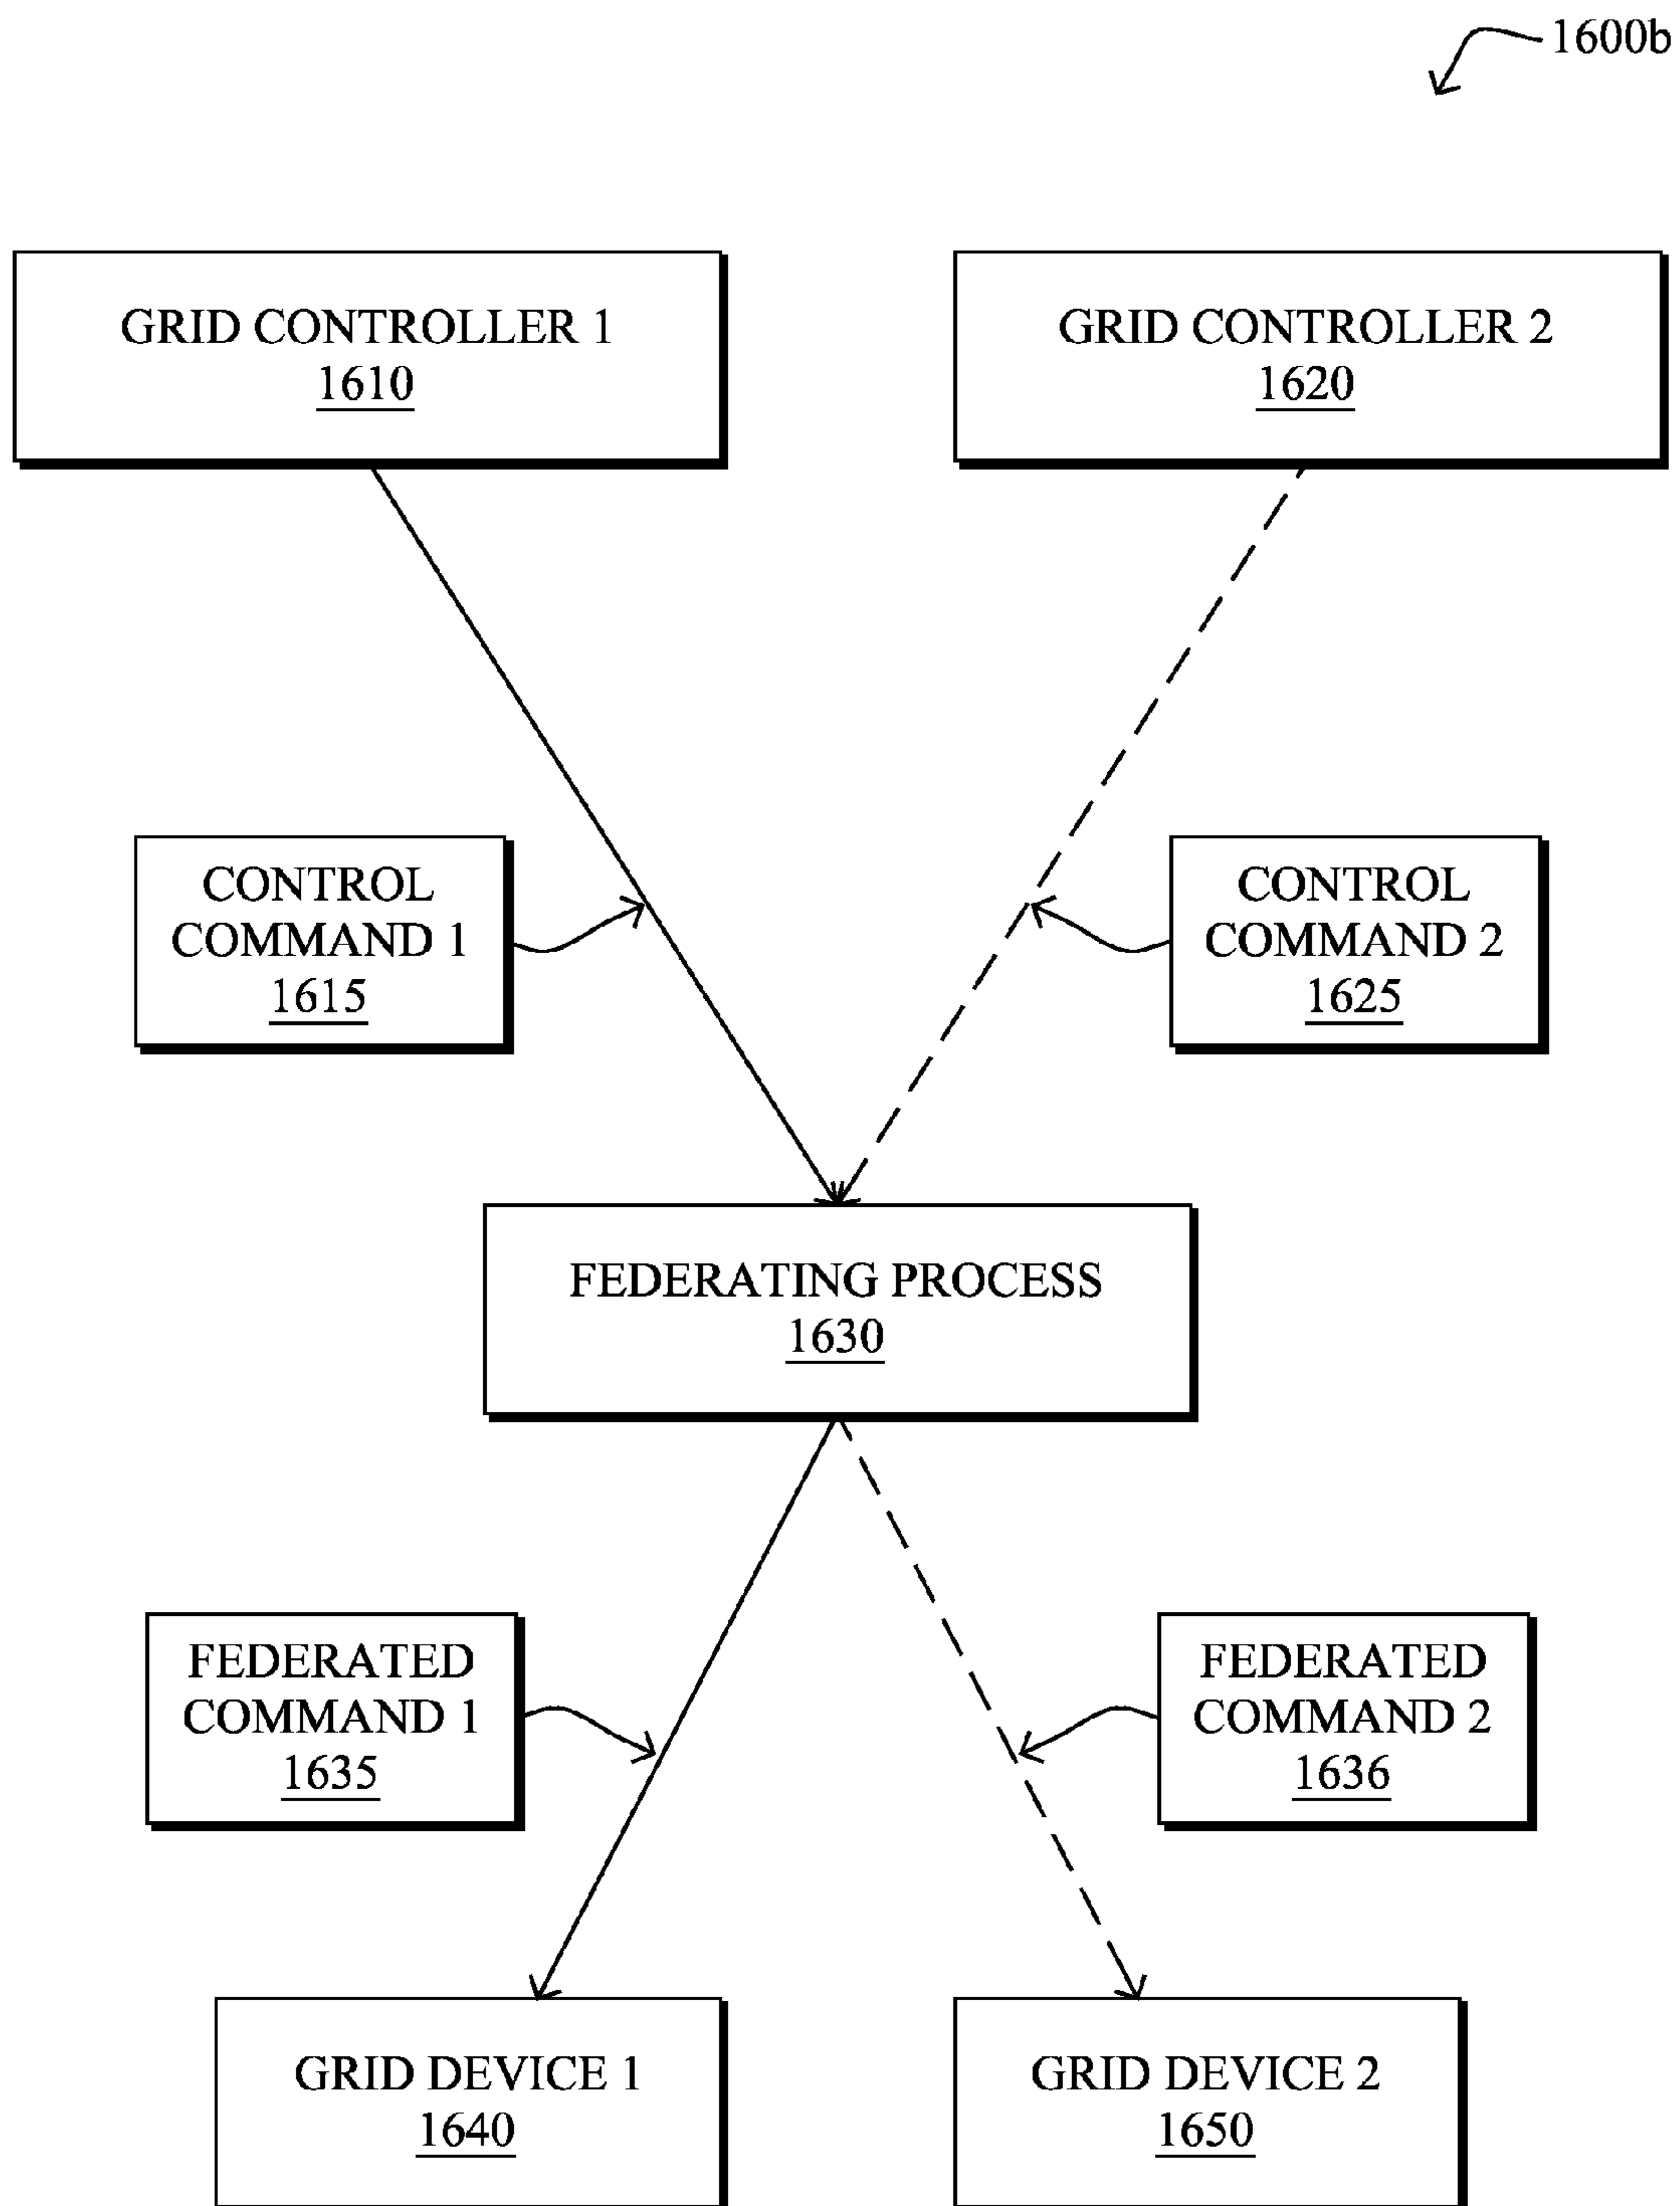 1600b
GRID CONTROLLER 1
1610
GRID CONTROLLER 2
1620
CONTROL
COMMAND 1
1615
CONTROL
COMMAND 2
1625
FEDERATING PROCESS
1630
FEDERATED
COMMAND 1
1635
FEDERATED
COMMAND 2
1636
GRID DEVICE 1
1640
GRID DEVICE 2
1650